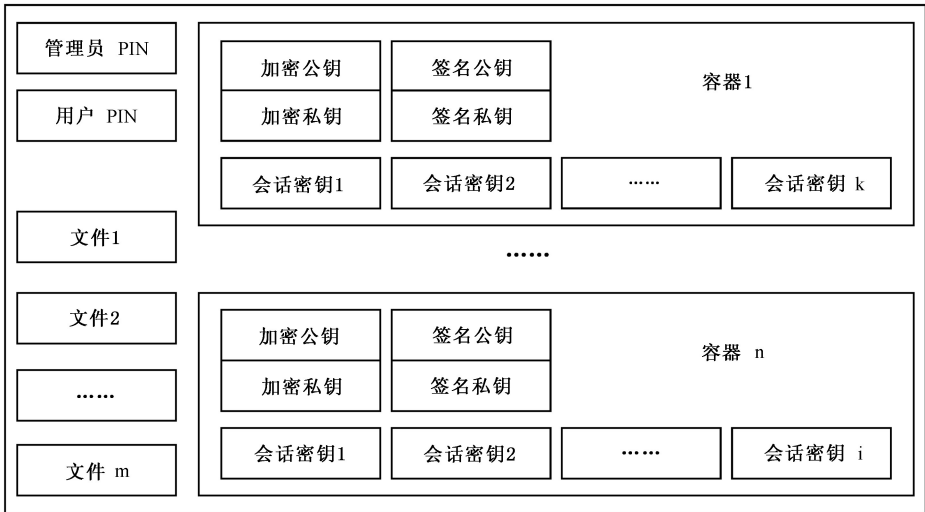 管理员 PIN
用户 PIN
文件1
文件2
……
文件 m
加密公钥
加密私钥
签名公钥
签名私钥
容器1
会话密钥1
会话密钥2
……
会话密钥 k
……
加密公钥
加密私钥
签名公钥
签名私钥
容器 n
会话密钥1
会话密钥2
……
会话密钥 i